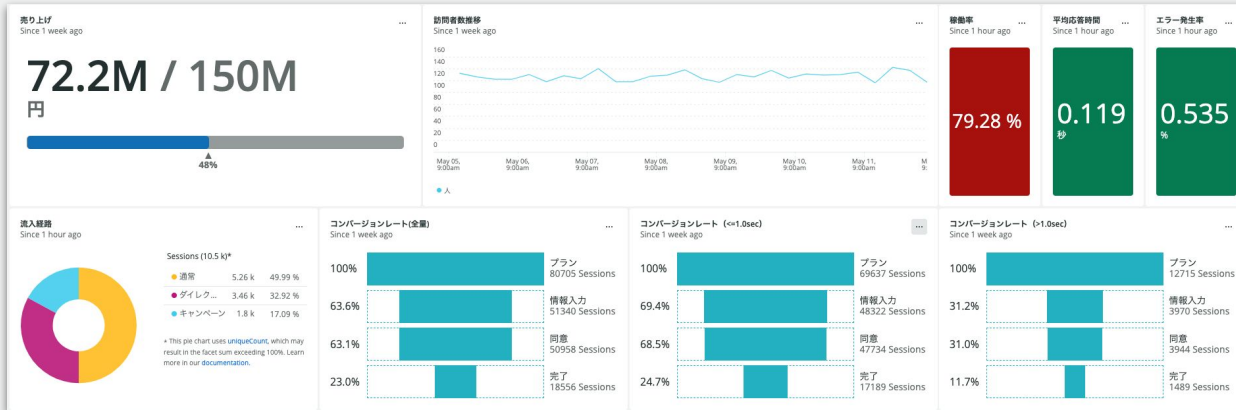 売り上げ
...
Since 1 week ago
72.2M / 150M
円
48%
訪問者数推移
...
Since 1 week ago
160
140
120
100
80
60
40
20
0
May 05,
9:00am
May 06,
9:00am
May 07,
9:00am
May 08,
9:00am
May 09,
9:00am
May 10,
9:00am
May 11,
9:00am
M
9:
人
稼働率
...
Since 1 hour ago
79.28 %
平均応答時間
...
Since 1 hour ago
0.119
秒
エラー発生率
...
Since 1 hour ago
0.535
%
流入経路
...
Since 1 hour ago
Sessions (10.5 k)*
通常 5.26 k 49.99 %
ダイレク... 3.46 k 32.92 %
キャンペーン 1.8 k 17.09 %
* This pie chart uses uniqueCount, which may
result in the facet sum exceeding 100%. Learn
more in our documentation.
コンバージョンレート(全量)
...
Since 1 week ago
100% プラン
80705 Sessions
63.6% 情報入力
51340 Sessions
63.1% 同意
50958 Sessions
23.0% 完了
18556 Sessions
コンバージョンレート (<=1.0sec)
...
Since 1 week ago
100% プラン
69637 Sessions
69.4% 情報入力
48322 Sessions
68.5% 同意
47734 Sessions
24.7% 完了
17189 Sessions
コンバージョンレート (>1.0sec)
...
Since 1 week ago
100% プラン
12715 Sessions
31.2% 情報入力
3970 Sessions
31.0% 同意
3944 Sessions
11.7% 完了
1489 Sessions